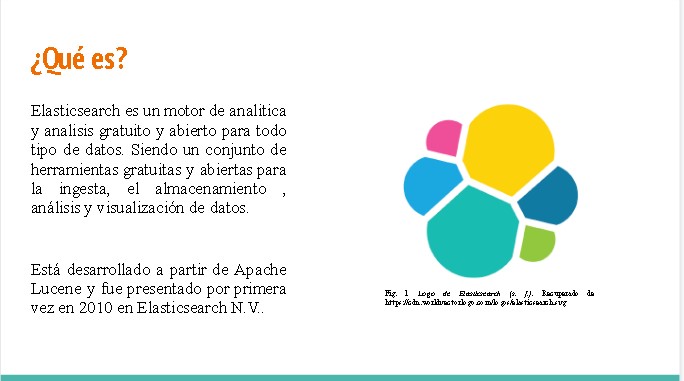 ¿Qué es?
Elasticsearch es un motor de analitica
y analisis gratuito y abierto para todo
tipo de datos. Siendo un conjunto de
herramientas gratuitas y abiertas para
la ingesta, el almacenamiento ,
análisis y visualización de datos.
Está desarrollado a partir de Apache
Lucene y fue presentado por primera
vez en 2010 en Elasticsearch N.V..
Fig. 1 Logo de Elasticsearch (s. f.). Recuperado de
https://cdn.worldvectorlogo.com/logos/elasticsearch.svg